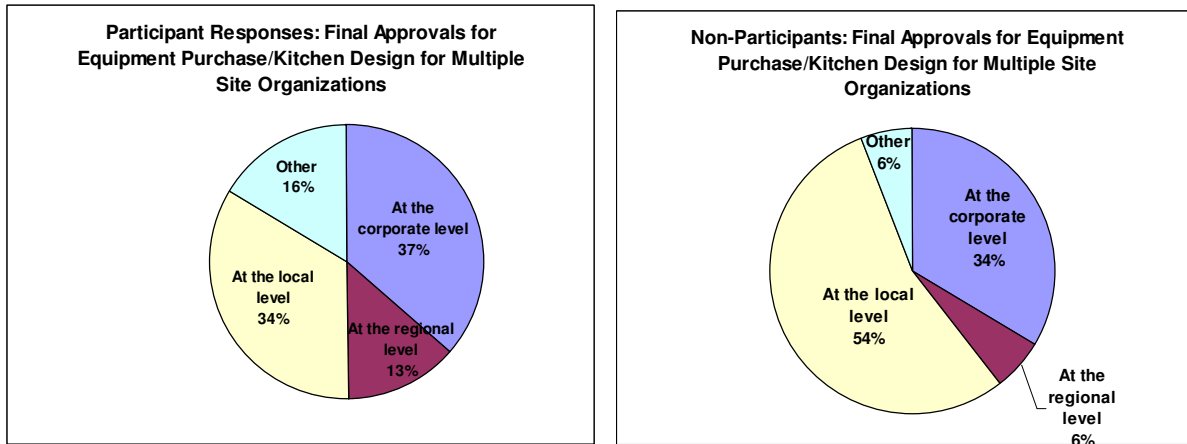 Participant Responses: Final Approvals for
Equipment Purchase/Kitchen Design for Multiple
Site Organizations
Other
16%
At the
corporate level
37%
At the local
level
34%
At the regional
level
13%
Non-Participants: Final Approvals for Equipment
Purchase/Kitchen Design for Multiple Site
Organizations
Other
6%
At the
corporate
level
34%
At the local
level
54%
At the
regional
level
6%